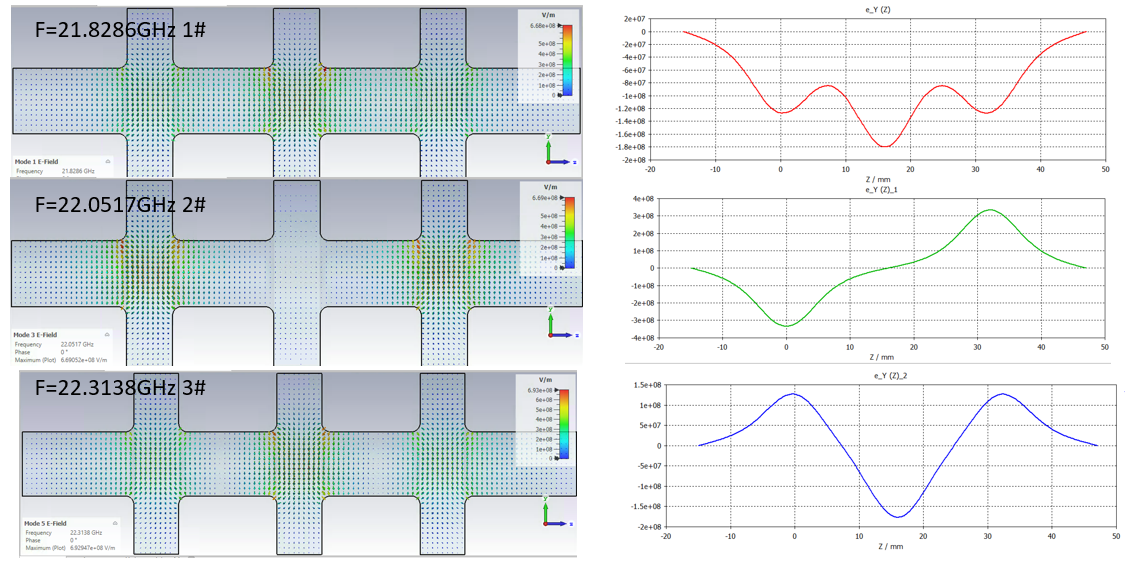 F=21.8286GHz 1#
V/m
6.68e+08
5e+08
4e+08
3e+08
2e+08
1e+08
0
y
z
Mode 1 E-Field
Frequency 21.8286 GHz
e_Y (Z)
2e+07
0
-2e+07
-4e+07
-6e+07
-8e+07
-1e+08
-1.2e+08
-1.4e+08
-1.6e+08
-1.8e+08
-2e+08
-20 -10 0 10 20 30 40 50
Z / mm
F=22.0517GHz 2#
V/m
6.69e+08
5e+08
4e+08
3e+08
2e+08
1e+08
0
y
z
Mode 3 E-Field
Frequency 22.0517 GHz
Phase 0 °
Maximum (Plot) 6.69052e+08 V/m
e_Y (Z)_1
4e+08
3e+08
2e+08
1e+08
0
-1e+08
-2e+08
-3e+08
-4e+08
-20 -10 0 10 20 30 40 50
Z / mm
F=22.3138GHz 3#
V/m
6.93e+08
6e+08
5e+08
4e+08
3e+08
2e+08
1e+08
0
y
z
Mode 5 E-Field
Frequency 22.3138 GHz
Phase 0 °
Maximum (Plot) 6.92947e+08 V/m
e_Y (Z)_2
1.5e+08
1e+08
5e+07
0
-5e+07
-1e+08
-1.5e+08
-2e+08
-20 -10 0 10 20 30 40 50
Z / mm